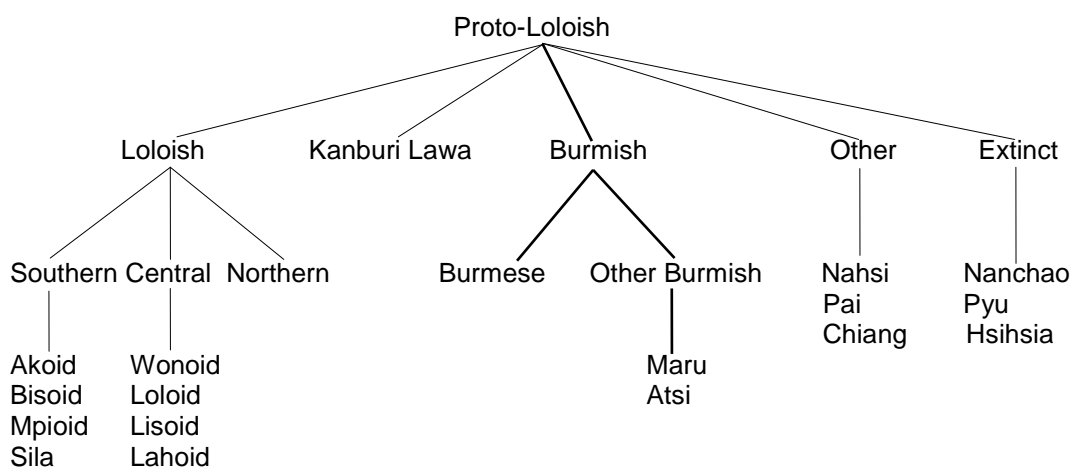 Proto-Loloish
Loloish Kanburi Lawa Burmish Other Extinct
Southern Central Northern Burmese Other Burmish Nahsi Nanchao
Pai Pyu
Chiang Hsihsia
Akoid Wonoid Maru
Bisoid Loloid Atsi
Mpioid Lisoid
Sila Lahoid